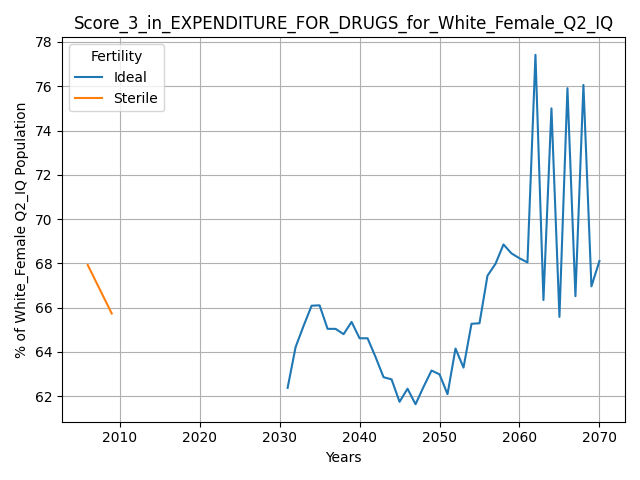 Score_3_in_EXPENDITURE_FOR_DRUGS_for_White_Female_Q2_IQ
Fertility
Ideal
Sterile
% of White_Female Q2_IQ Population
78
76
74
72
70
68
66
64
62
2010 2020 2030 2040 2050 2060 2070
Years